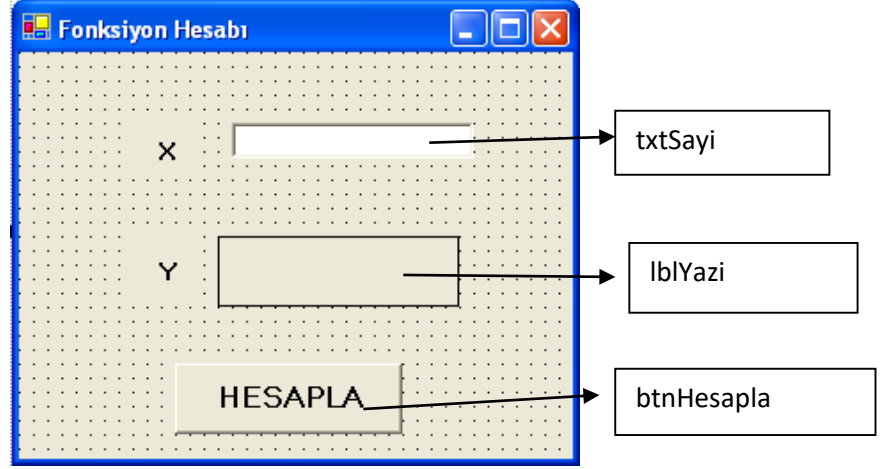 Fonksiyon Hesabı
X
txtSayi
Y
lblYazi
HESAPLA
btnHesapla